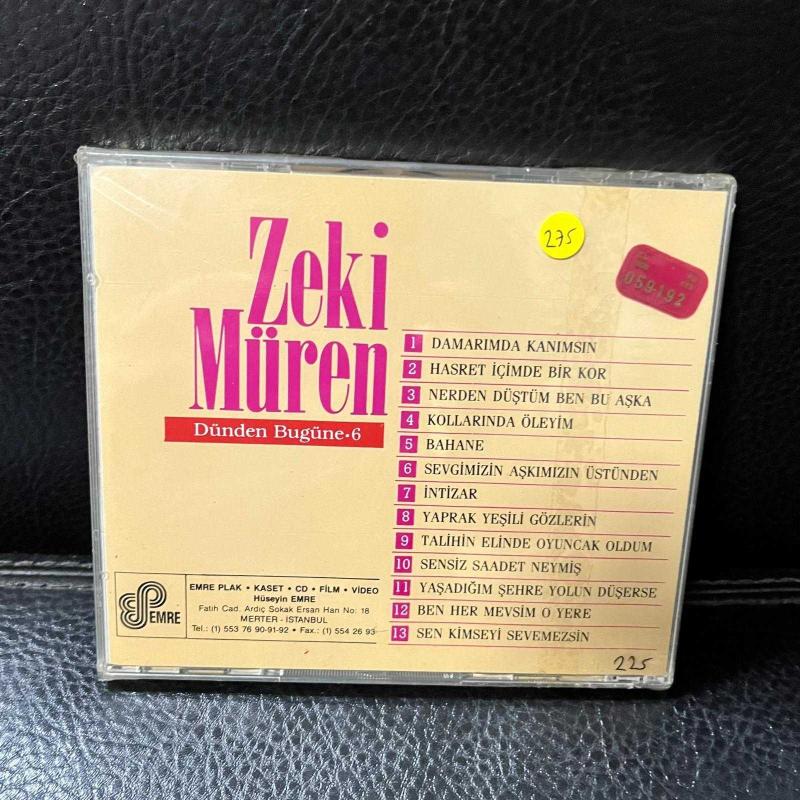 Zeki
Müren
Dünden Bugüne•6
275
059192
1 DAMARIMDA KANIMSIN
2 HASRET İÇİMDE BİR KOR
3 NERDEN DÜŞTÜM BEN BU AŞKA
4 KOLLARINDA ÖLEYİM
5 BAHANE
6 SEVGİMİZİN AŞKIMIZIN ÜSTÜNDEN
7 İNTİZAR
8 YAPRAK YEŞİLİ GÖZLERİN
9 TALİHİN ELİNDE OYUNCAK OLDUM
10 SENSİZ SAADET NEYMİŞ
11 YAŞADIĞIM ŞEHRE YOLUN DÜŞERSE
12 BEN HER MEVSİM O YERE
13 SEN KİMSEYİ SEVEMEZSİN
EMRE
EMRE PLAK • KASET • CD • FİLM • VİDEO
Hüseyin EMRE
Fatih Cad. Ardıç Sokak Ersan Han No: 18
MERTER - İSTANBUL
Tel.: (1) 553 76 90-91-92 • Fax.: (1) 554 26 93
225